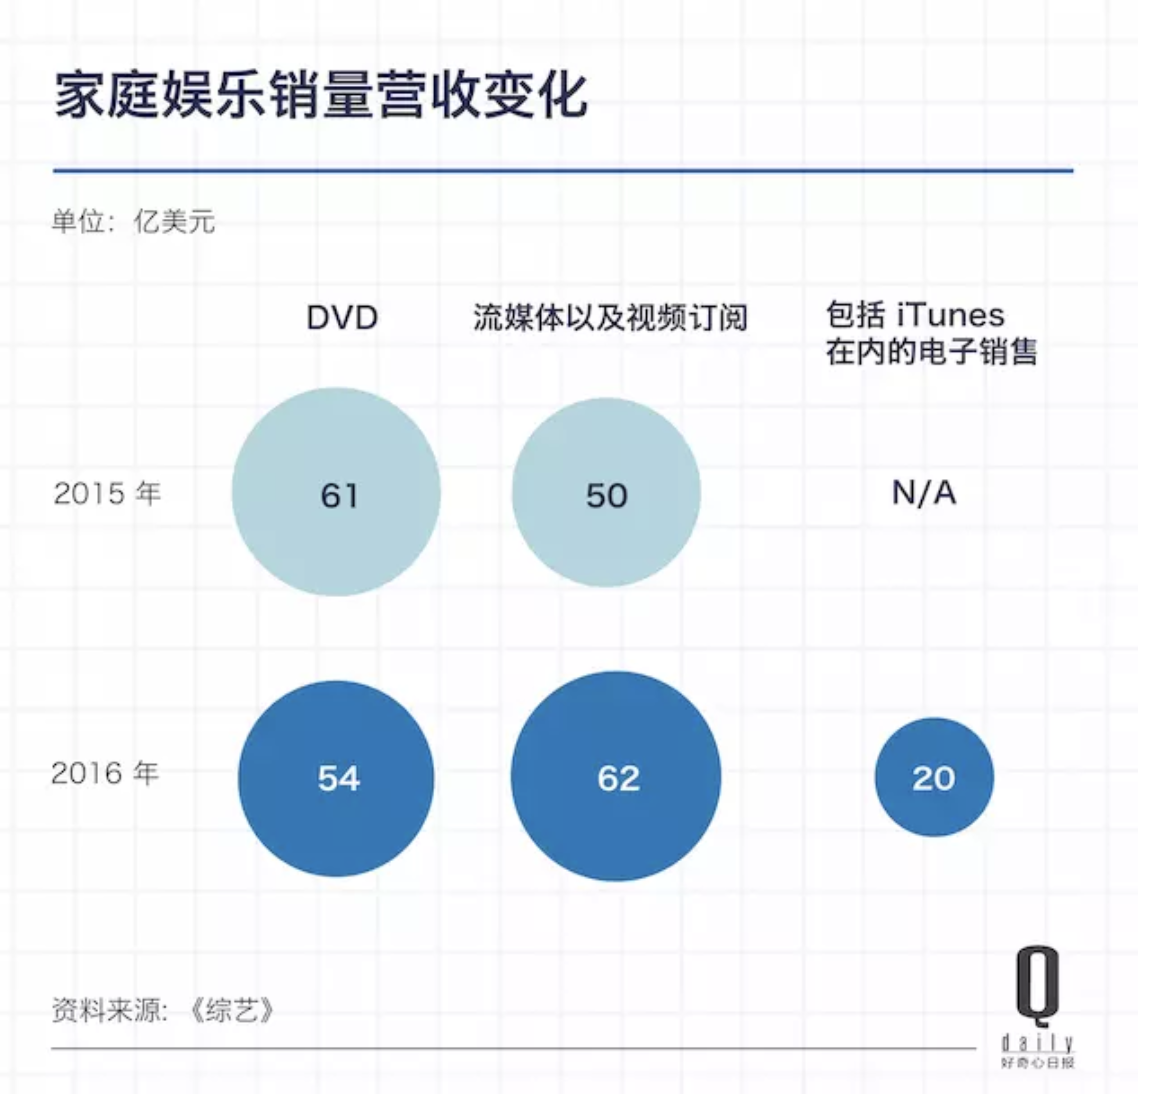 家庭娱乐销量营收变化
单位：亿美元
DVD
流媒体以及视频订阅
包括 iTunes
在内的电子销售
2015 年
61
50
N/A
2016 年
54
62
20
资料来源：《综艺》
Q
daily
好奇心日报